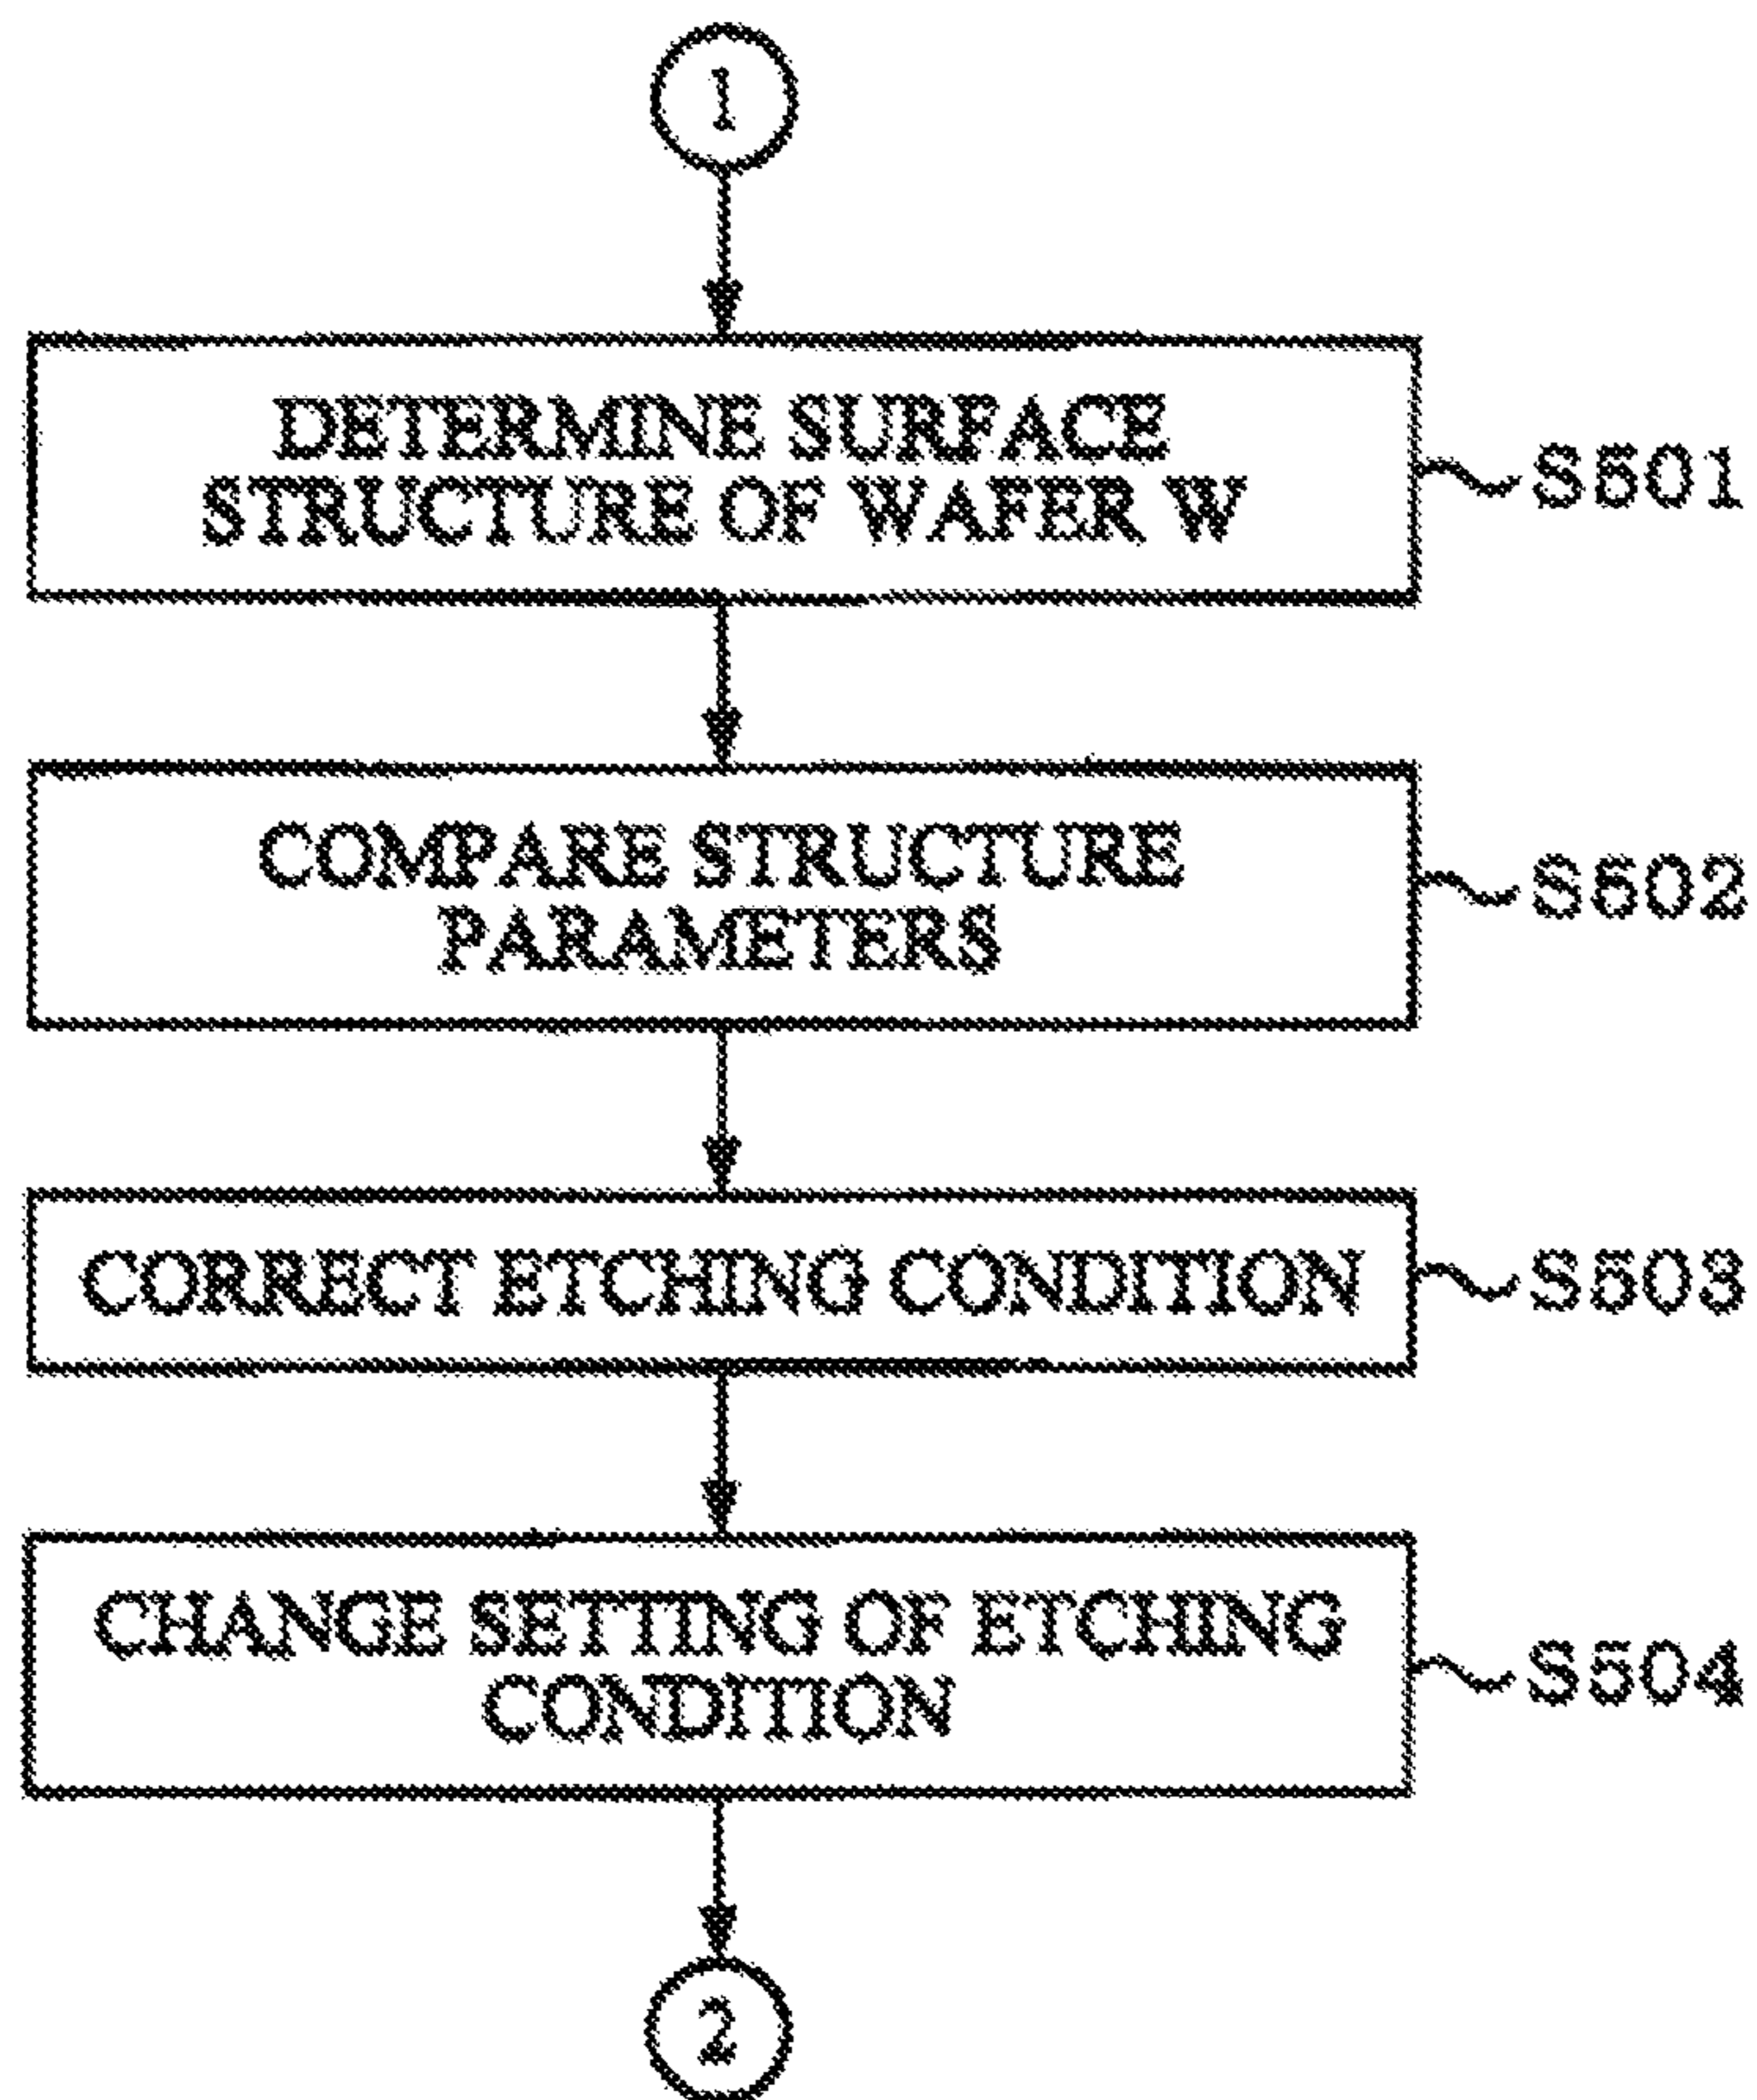 1
DETERMINE SURFACE
STRUCTURE OF WAFER W
S501
COMPARE STRUCTURE
PARAMETERS
S502
CORRECT ETCHING CONDITION
S503
CHANGE SETTING OF ETCHING
CONDITION
S504
2